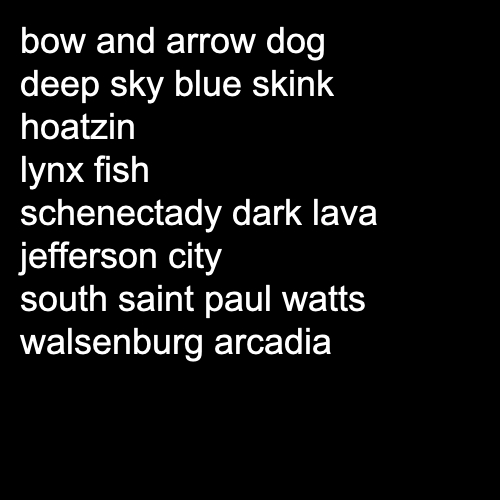 bow and arrow dog
deep sky blue skink
hoatzin
lynx fish
schenectady dark lava
jefferson city
south saint paul watts
walsenburg arcadia